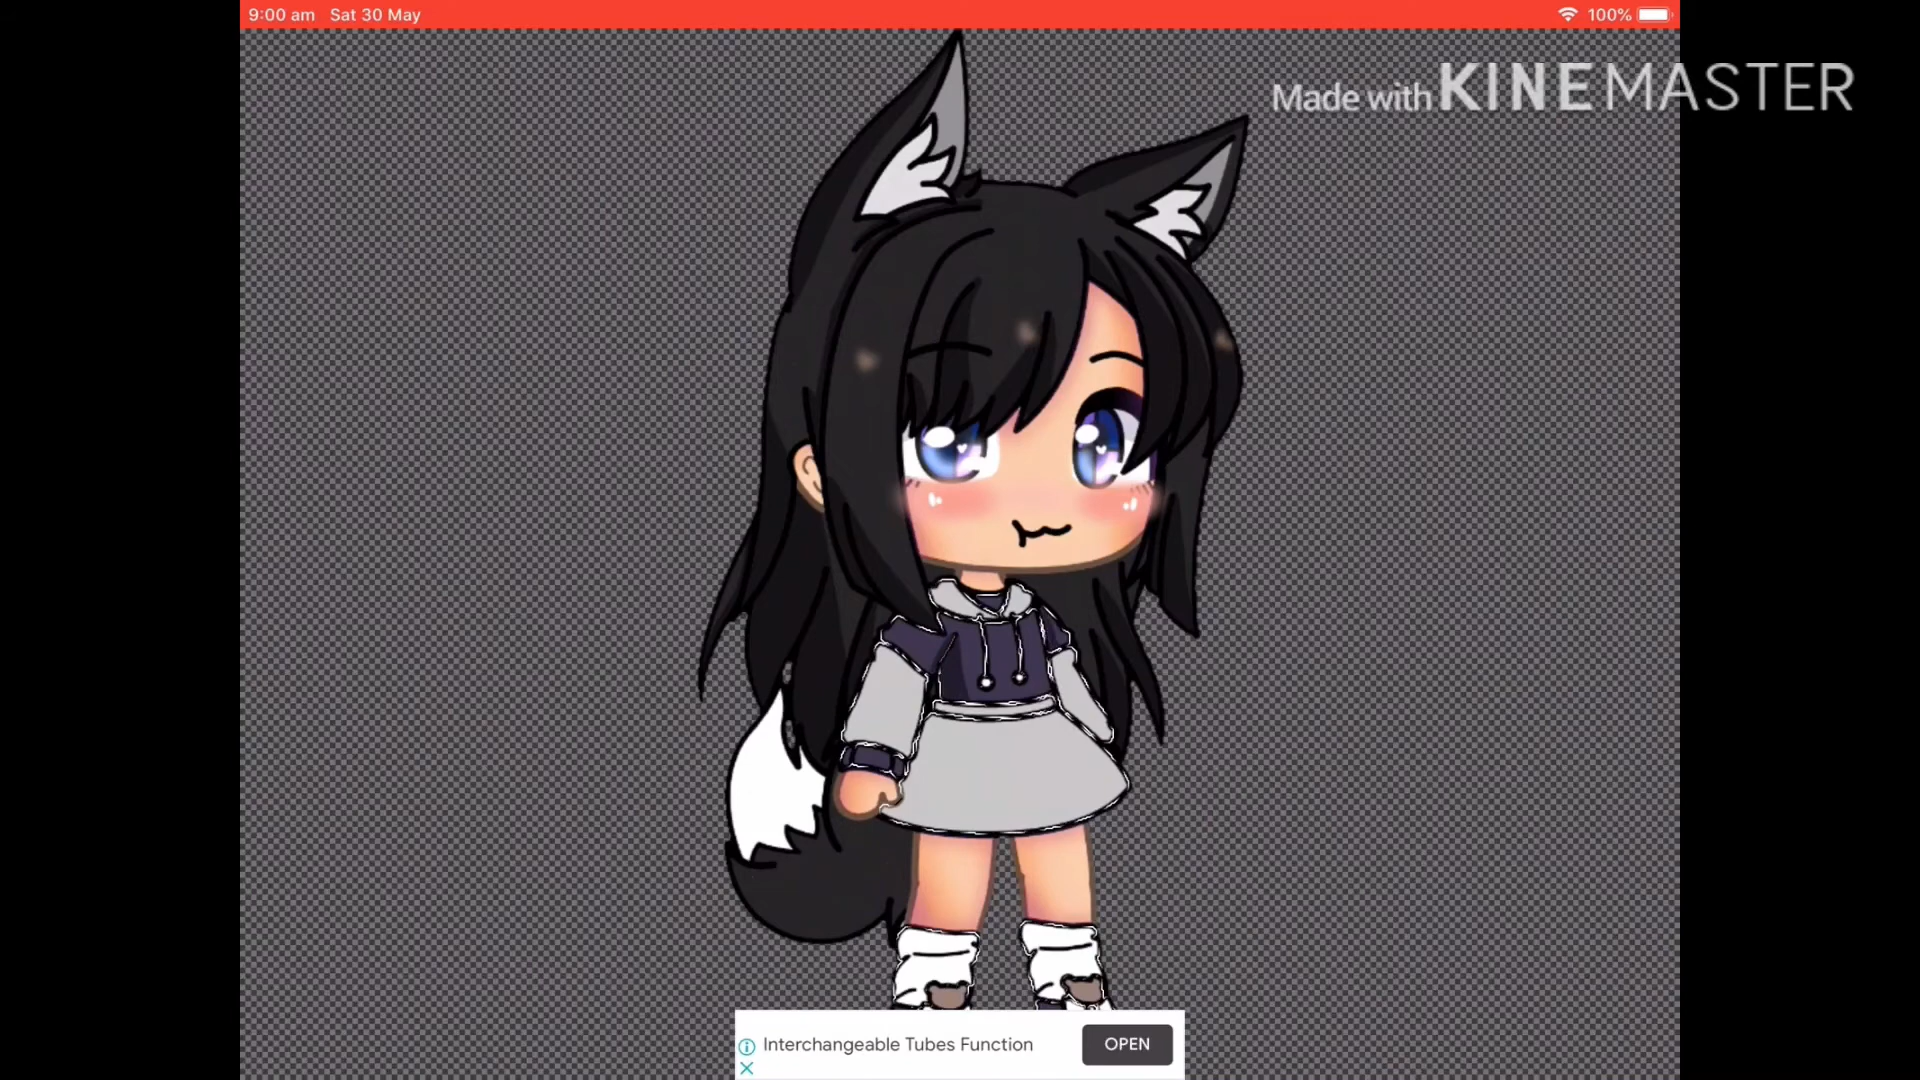 9:00 am Sat 30 May
100%
Made with KINEMASTER
Interchangeable Tubes Function
OPEN